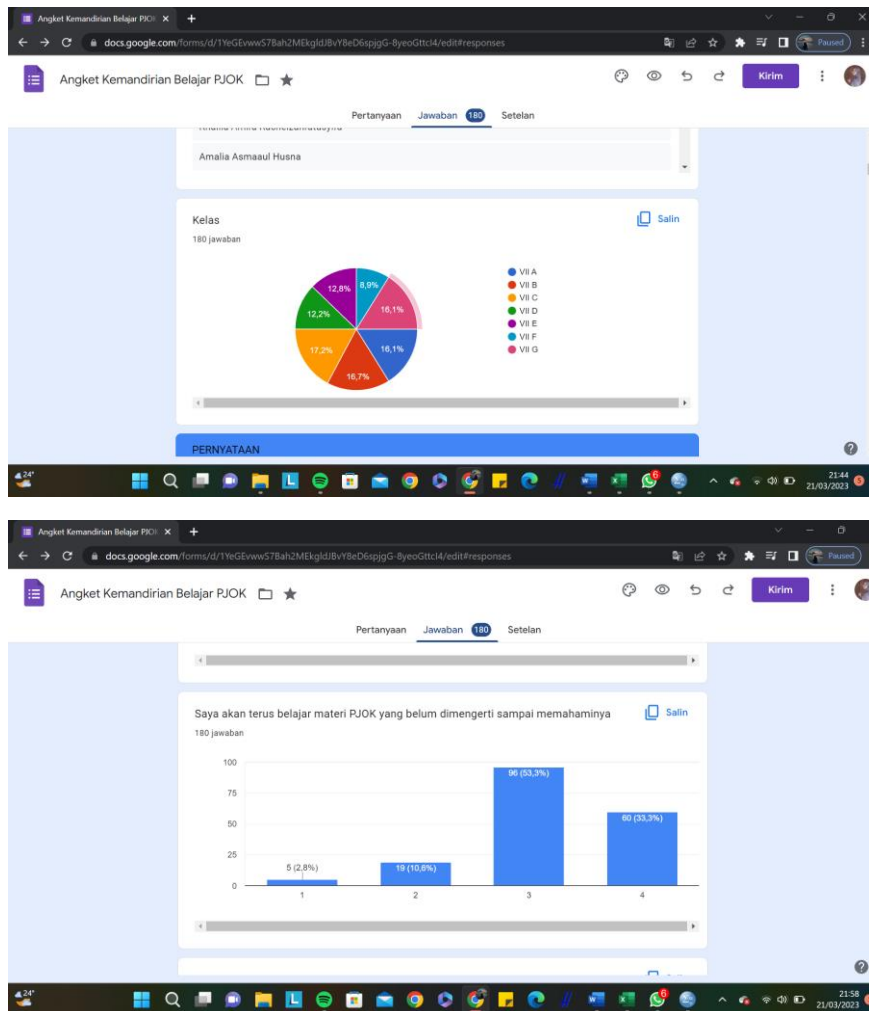 Angket Kemandirian Belajar PJO
docs.google.com/forms/d/1YeGEvwwS7Bah2MEkgldJBvYBeD6spjgG-8yeoGttcI4/edit#responses
Paused
Angket Kemandirian Belajar PJOK
Kirim
Pertanyaan Jawaban 180 Setelan
Amalia Asmaaul Husna
Kelas
Salin
180 jawaban
12,8% 8,9%
12,2% 16,1%
17,2% 16,1%
16,7%
VII A
VII B
VII C
VII D
VII E
VII F
VII G
PERNYATAAN
24°
21:44
21/03/2023
Angket Kemandirian Belajar PJO
docs.google.com/forms/d/1YeGEvwwS7Bah2MEkgldJBvYBeD6spjgG-8yeoGttcI4/edit#responses
Paused
Angket Kemandirian Belajar PJOK
Kirim
Pertanyaan Jawaban 180 Setelan
Saya akan terus belajar materi PJOK yang belum dimengerti sampai memahaminya
Salin
180 jawaban
100
75
50
25
0
5 (2,8%)
19 (10,6%)
96 (53,3%)
60 (33,3%)
1 2 3 4
24°
21:58
21/03/2023